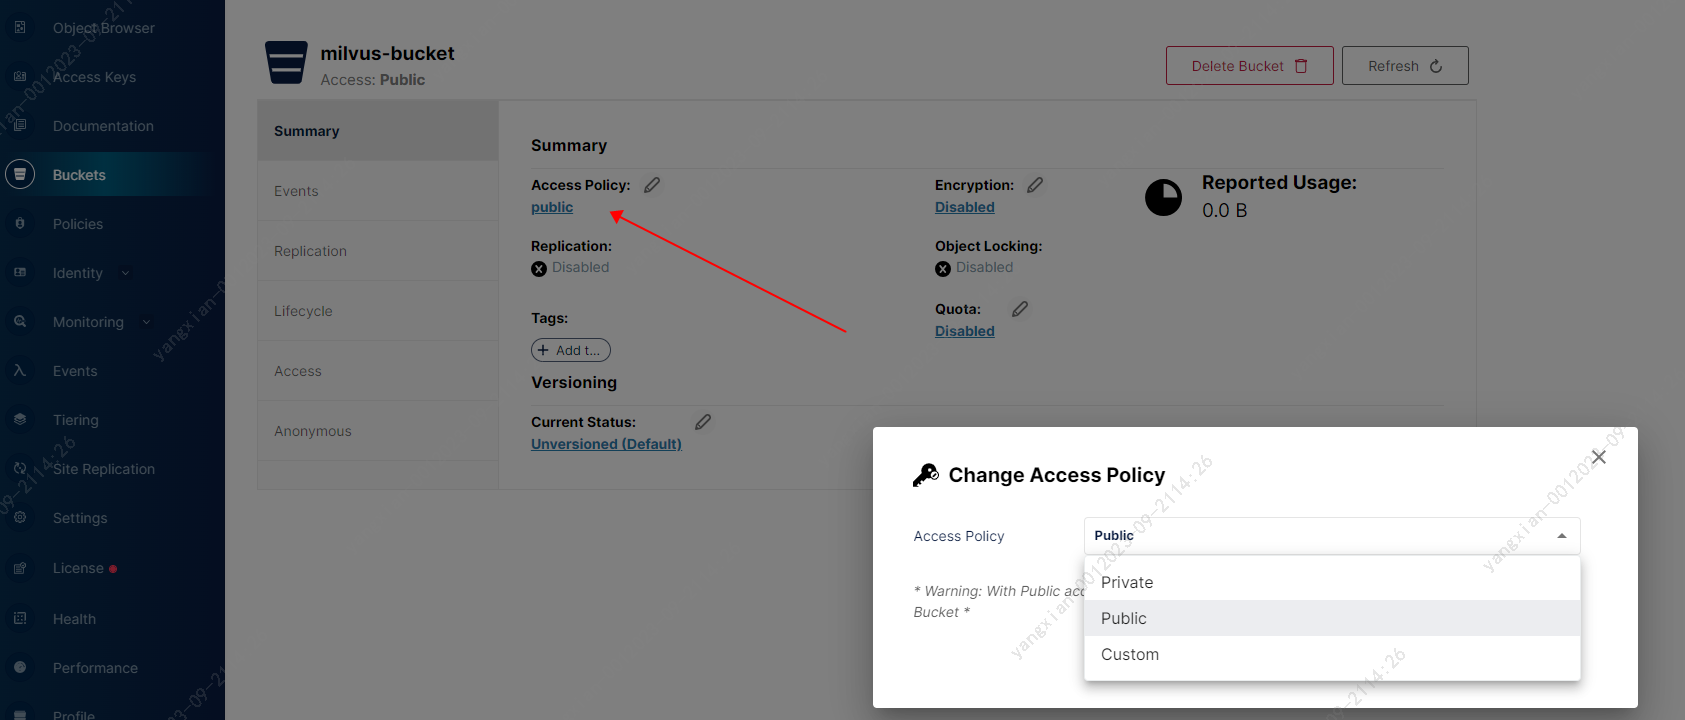 Object Browser
Access Keys
Documentation
Buckets
Policies
Identity
Monitoring
Events
Tiering
Site Replication
Settings
License
Health
Performance
Profile
milvus-bucket
Access: Public
Delete Bucket
Refresh
Summary
Events
Replication
Lifecycle
Access
Anonymous
Summary
Access Policy:
public
Encryption:
Disabled
Reported Usage:
0.0 B
Replication:
Disabled
Object Locking:
Disabled
Tags:
+ Add t...
Quota:
Disabled
Versioning
Current Status:
Unversioned (Default)
Change Access Policy
Access Policy
Public
Private
Public
Custom
* Warning: With Public acc
Bucket *
yangxian-0012023-09-2114:26